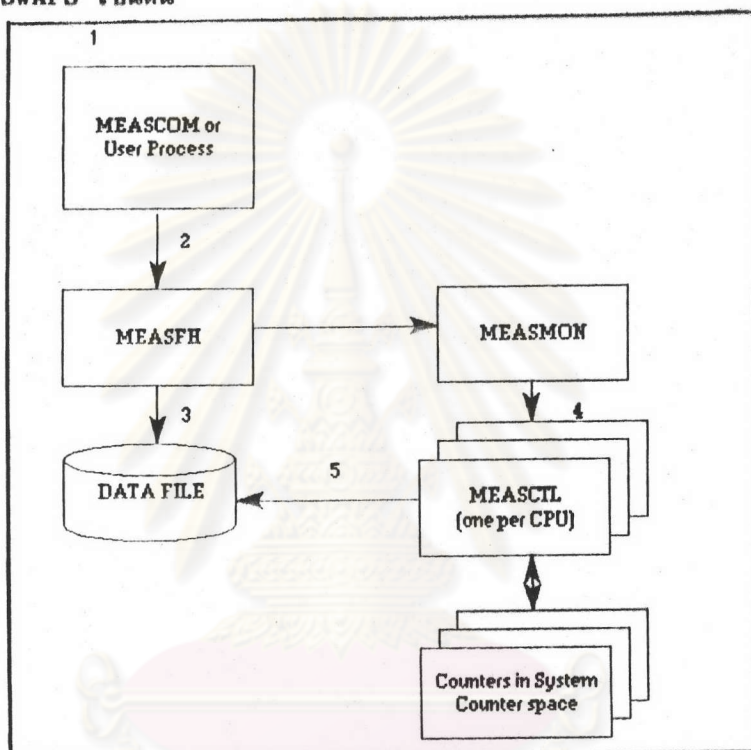 1
MEASCOM or
User Process
2
MEASFH
MEASMON
3
4
DATA FILE
5
MEASCTL
(one per CPU)
Counters in System
Counter space